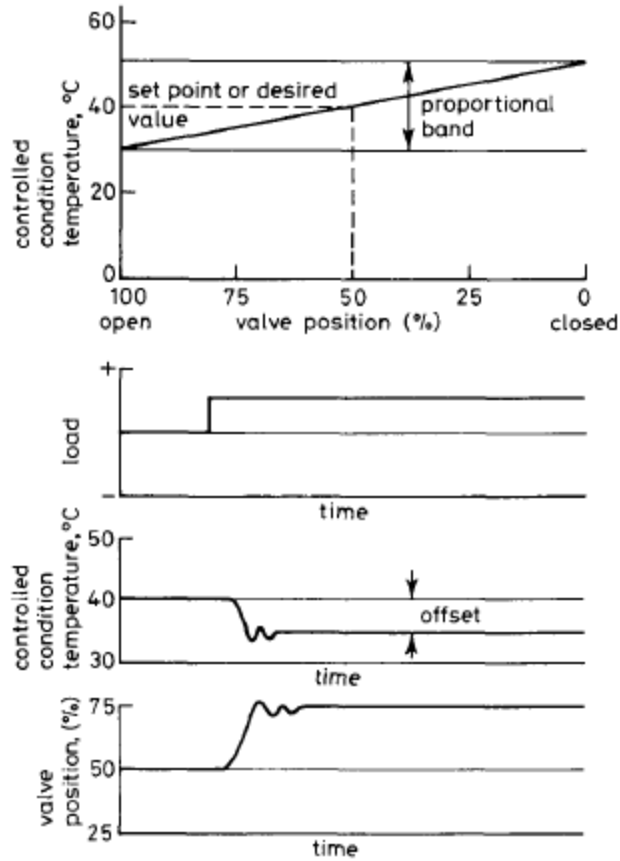 60
40
20
0
controlled
condition
temperature, °C
set point or desired
value
proportional
band
100
75
50
25
0
open
valve position (%)
closed
+
load
−
time
controlled
condition
temperature, °C
50
40
30
offset
time
valve
position, (%)
75
50
25
time